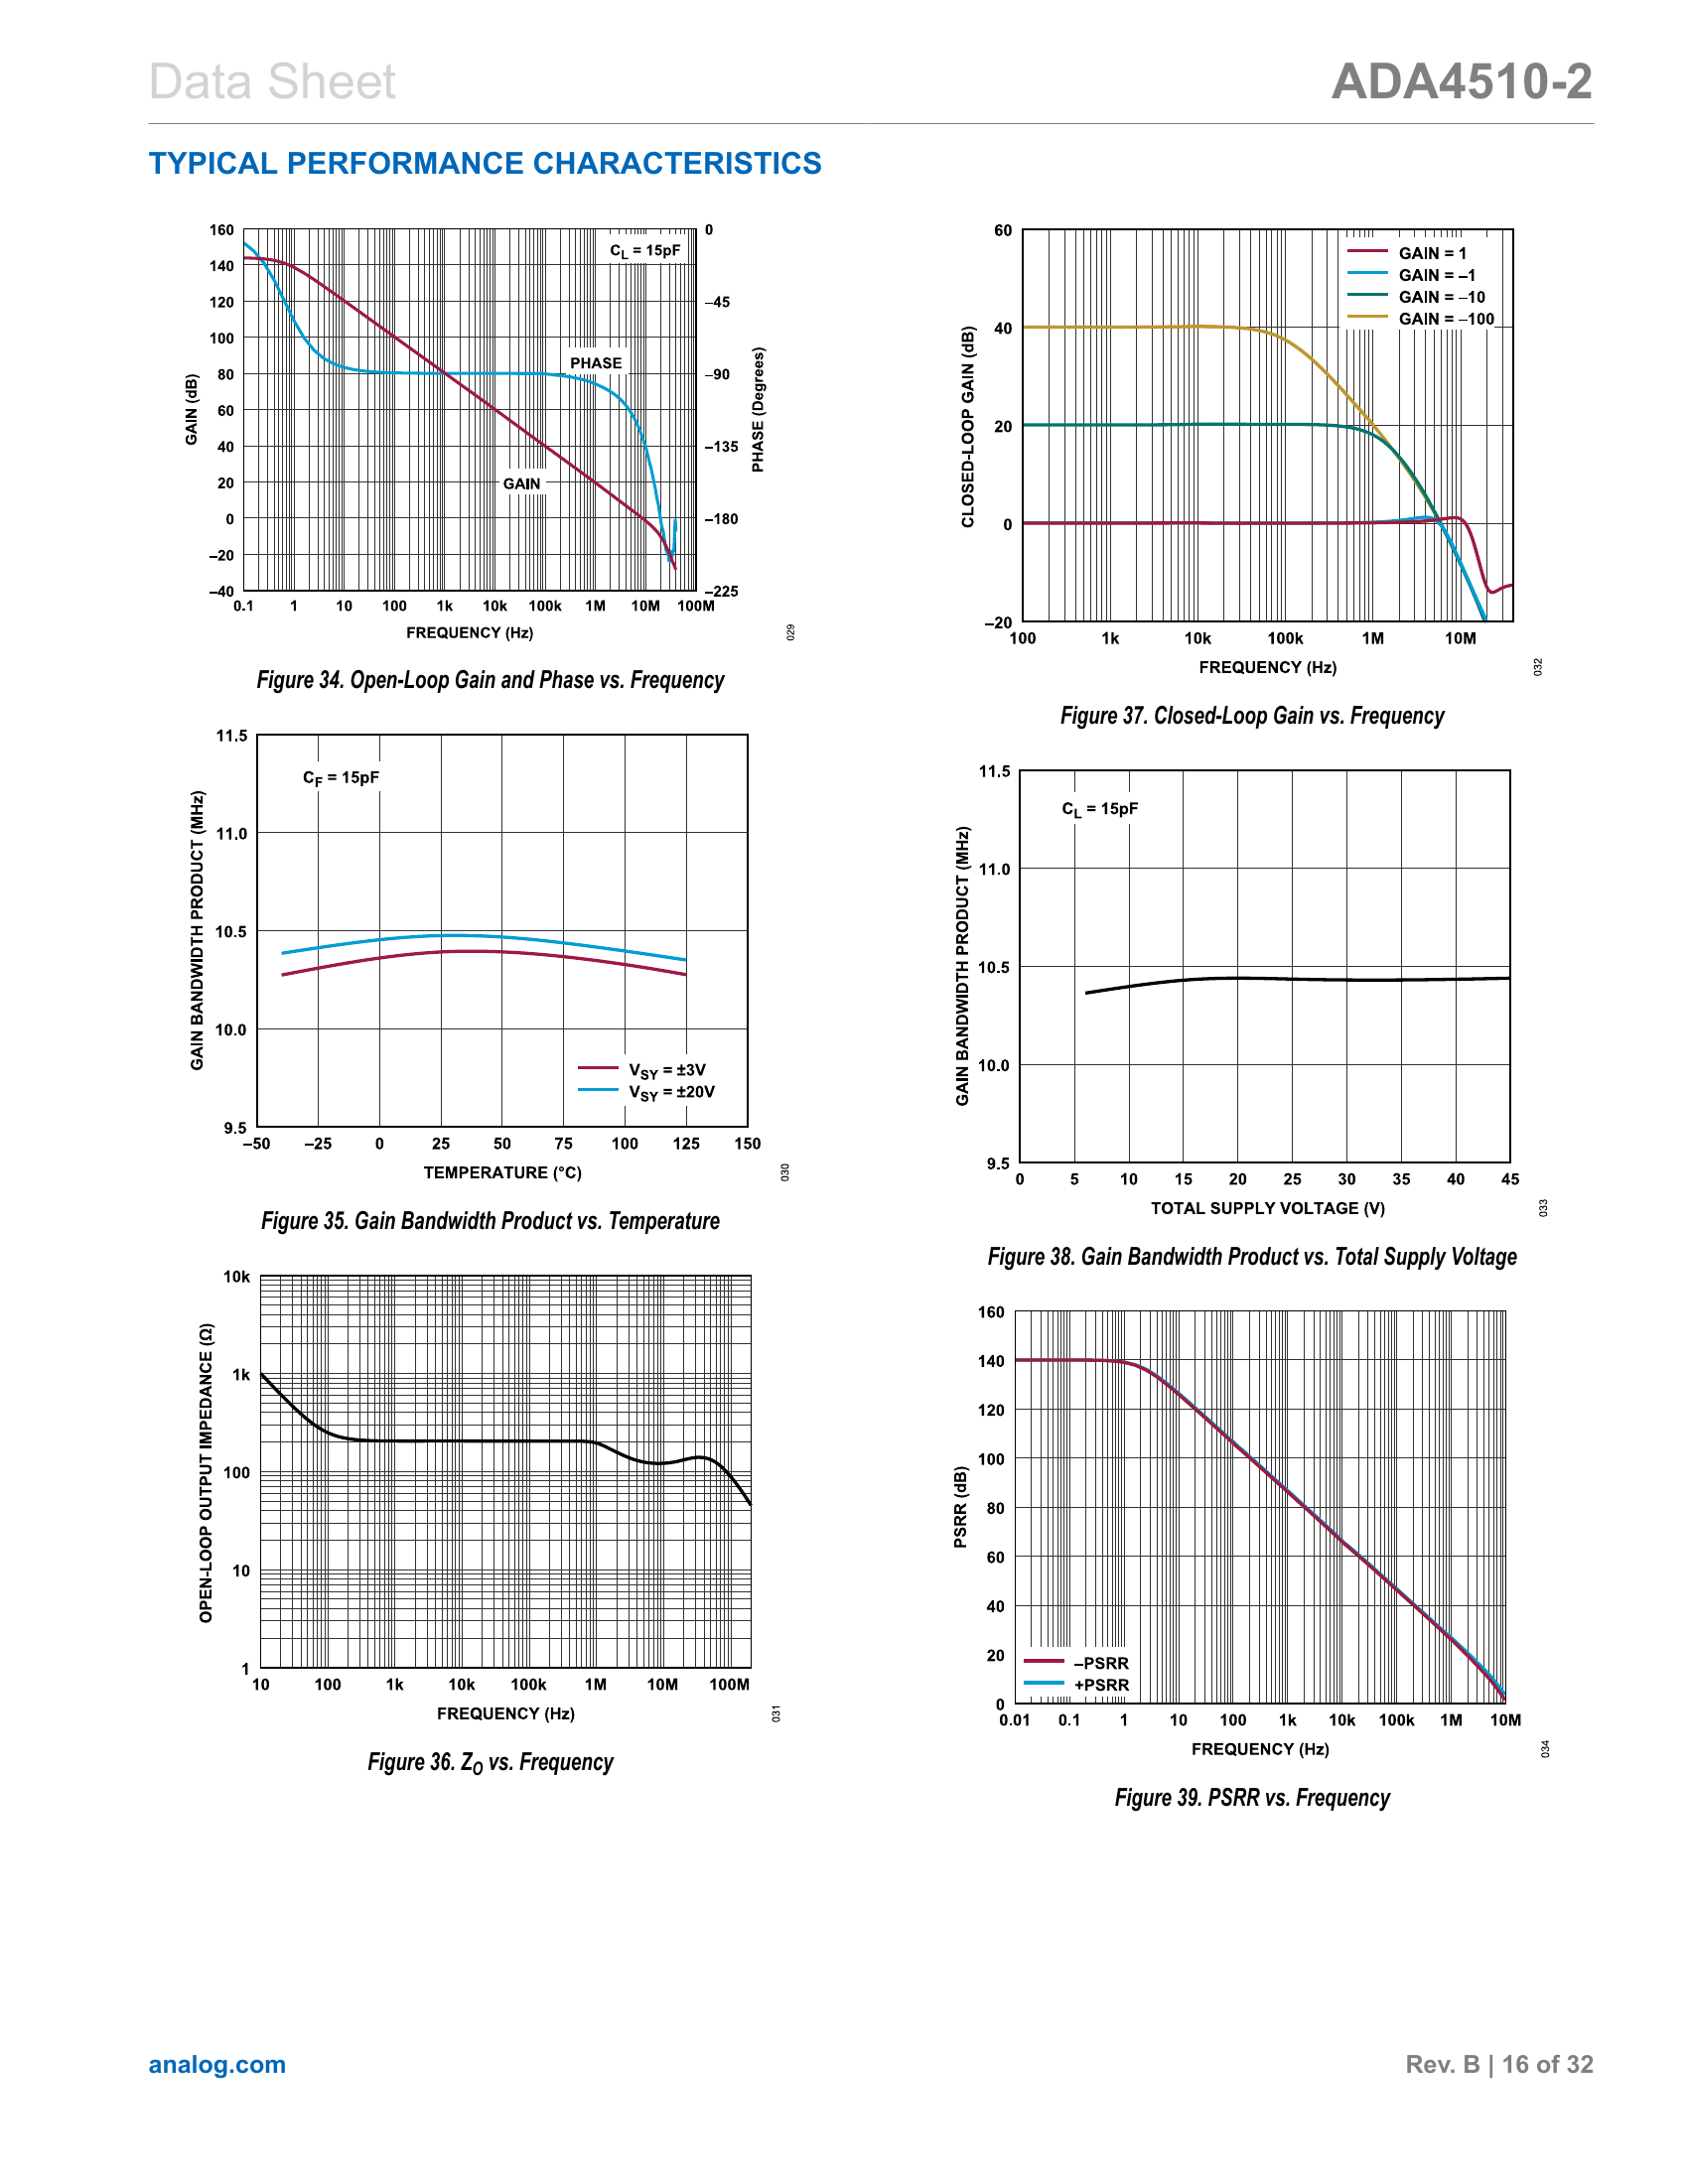 Data Sheet
ADA4510-2
TYPICAL PERFORMANCE CHARACTERISTICS
160
140
120
100
80
60
40
20
0
–20
–40
GAIN (dB)
0
–45
–90
–135
–180
–225
PHASE (Degrees)
CL = 15pF
PHASE
GAIN
0.1 1 10 100 1k 10k 100k 1M 10M 100M
FREQUENCY (Hz)
029
Figure 34. Open-Loop Gain and Phase vs. Frequency
11.5
11.0
10.5
10.0
9.5
GAIN BANDWIDTH PRODUCT (MHz)
CF = 15pF
VSY = ±3V
VSY = ±20V
–50 –25 0 25 50 75 100 125 150
TEMPERATURE (°C)
030
Figure 35. Gain Bandwidth Product vs. Temperature
10k
1k
100
10
1
OPEN-LOOP OUTPUT IMPEDANCE (Ω)
10 100 1k 10k 100k 1M 10M 100M
FREQUENCY (Hz)
031
Figure 36. ZO vs. Frequency
60
40
20
0
–20
CLOSED-LOOP GAIN (dB)
GAIN = 1
GAIN = –1
GAIN = –10
GAIN = –100
100 1k 10k 100k 1M 10M
FREQUENCY (Hz)
032
Figure 37. Closed-Loop Gain vs. Frequency
11.5
11.0
10.5
10.0
9.5
GAIN BANDWIDTH PRODUCT (MHz)
CL = 15pF
0 5 10 15 20 25 30 35 40 45
TOTAL SUPPLY VOLTAGE (V)
033
Figure 38. Gain Bandwidth Product vs. Total Supply Voltage
160
140
120
100
80
60
40
20
0
PSRR (dB)
–PSRR
+PSRR
0.01 0.1 1 10 100 1k 10k 100k 1M 10M
FREQUENCY (Hz)
034
Figure 39. PSRR vs. Frequency
analog.com
Rev. B | 16 of 32